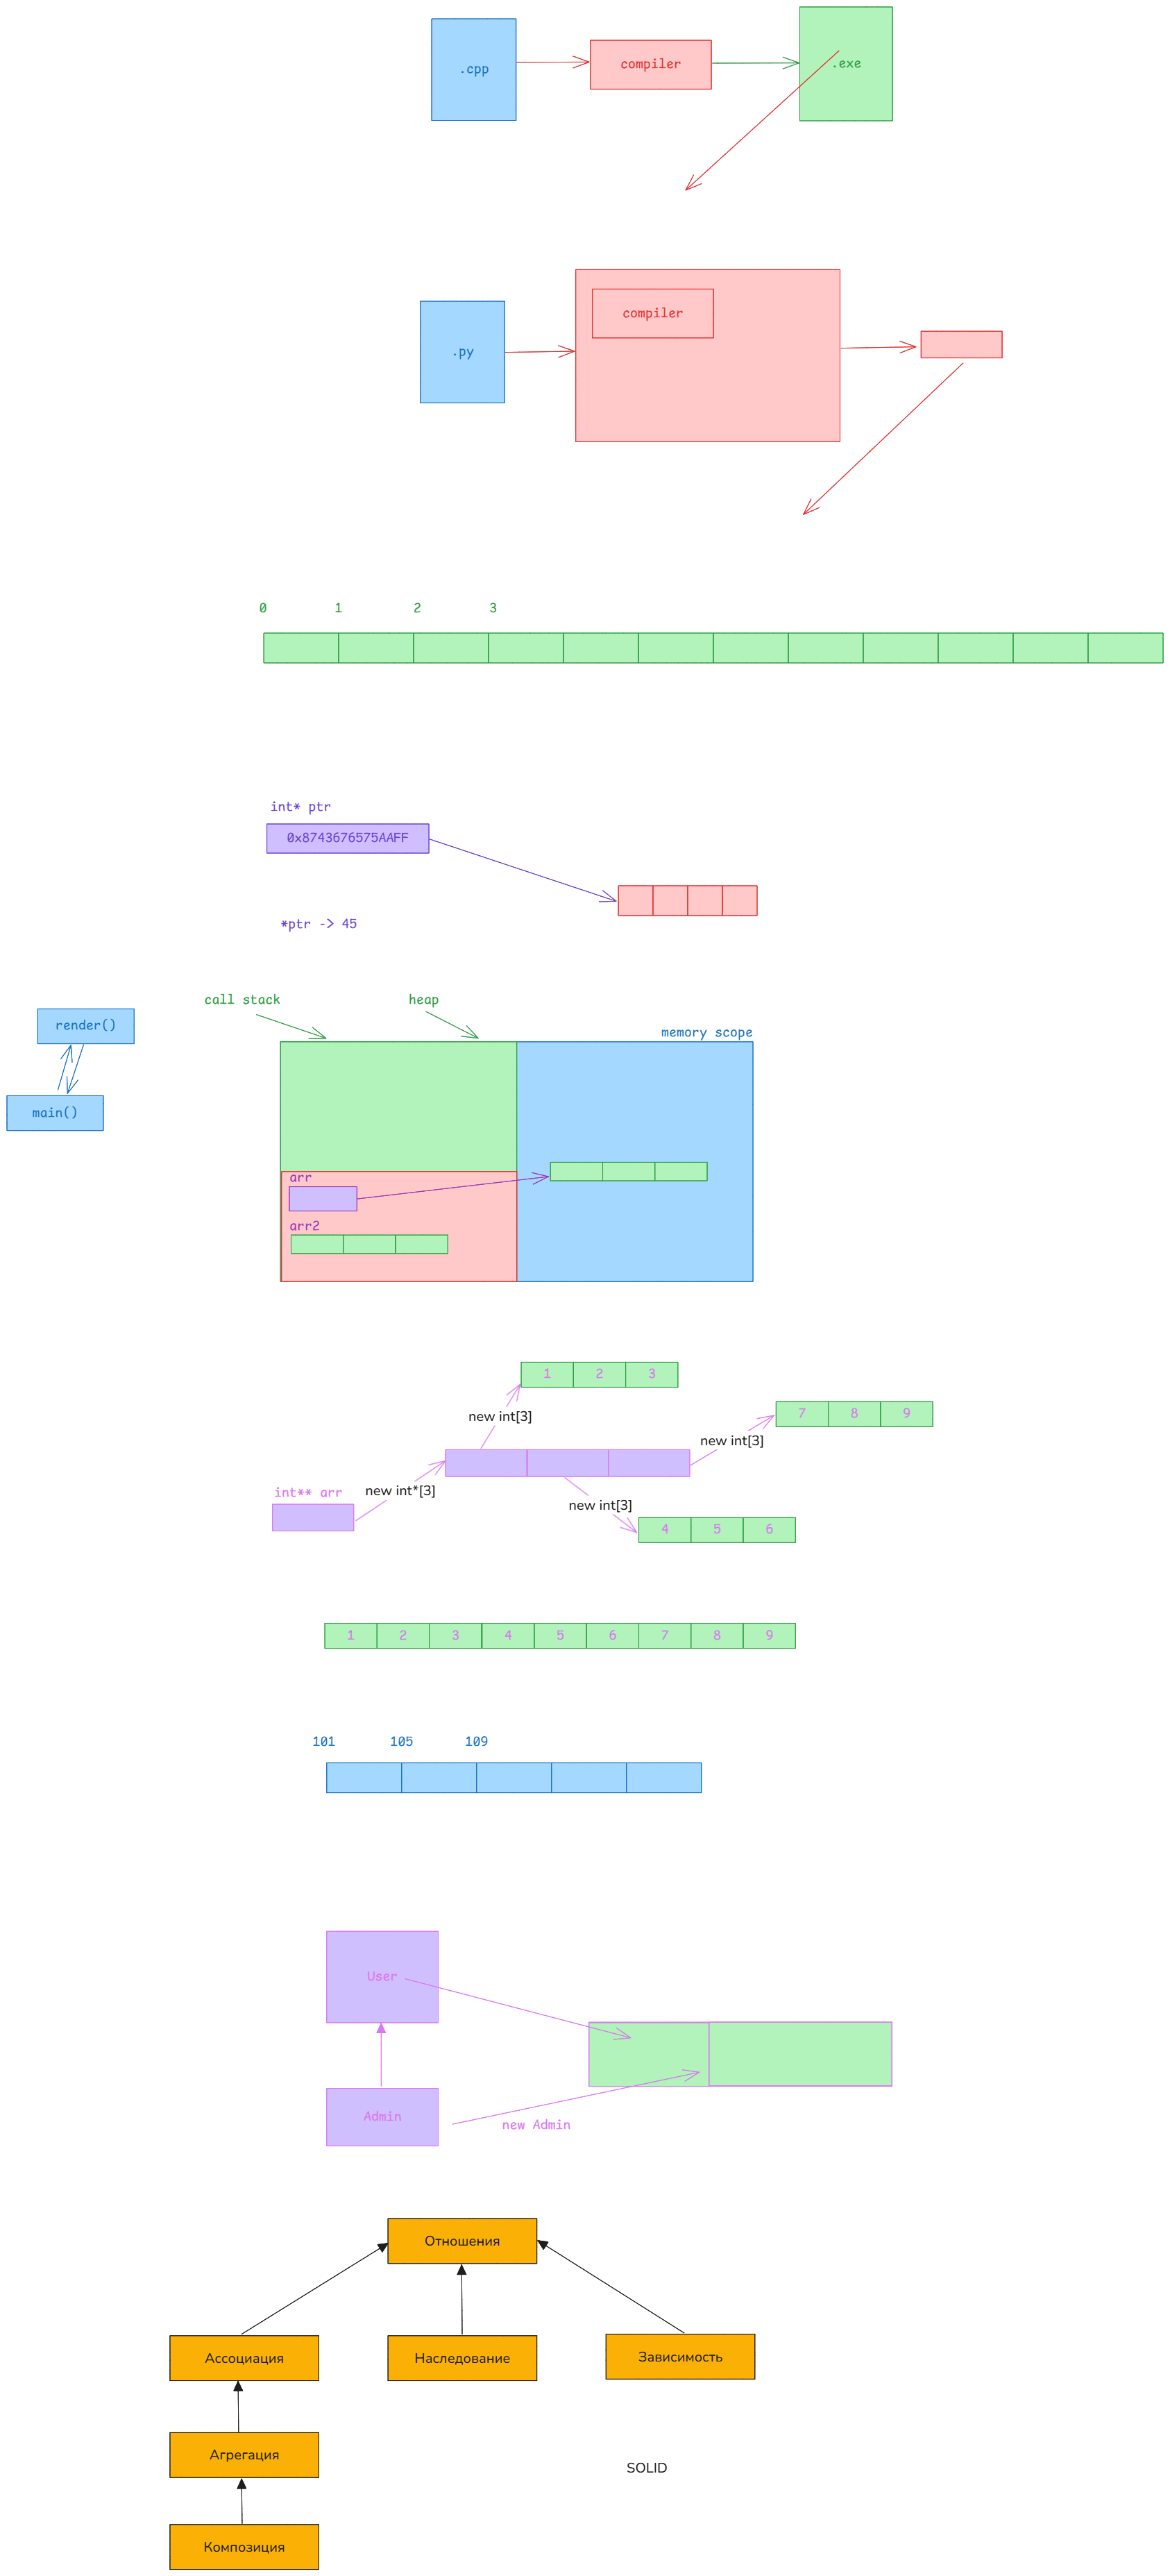 .cpp
compiler
.exe
compiler
.py
0 1 2 3
int* ptr
0x8743676575AAFF
*ptr -> 45
call stack
heap
render()
memory scope
main()
arr
arr2
1 2 3
7 8 9
new int[3]
new int[3]
int** arr
new int*[3]
new int[3]
4 5 6
1 2 3 4 5 6 7 8 9
101 105 109
User
Admin
new Admin
Отношения
Ассоциация
Наследование
Зависимость
Агрегация
SOLID
Композиция